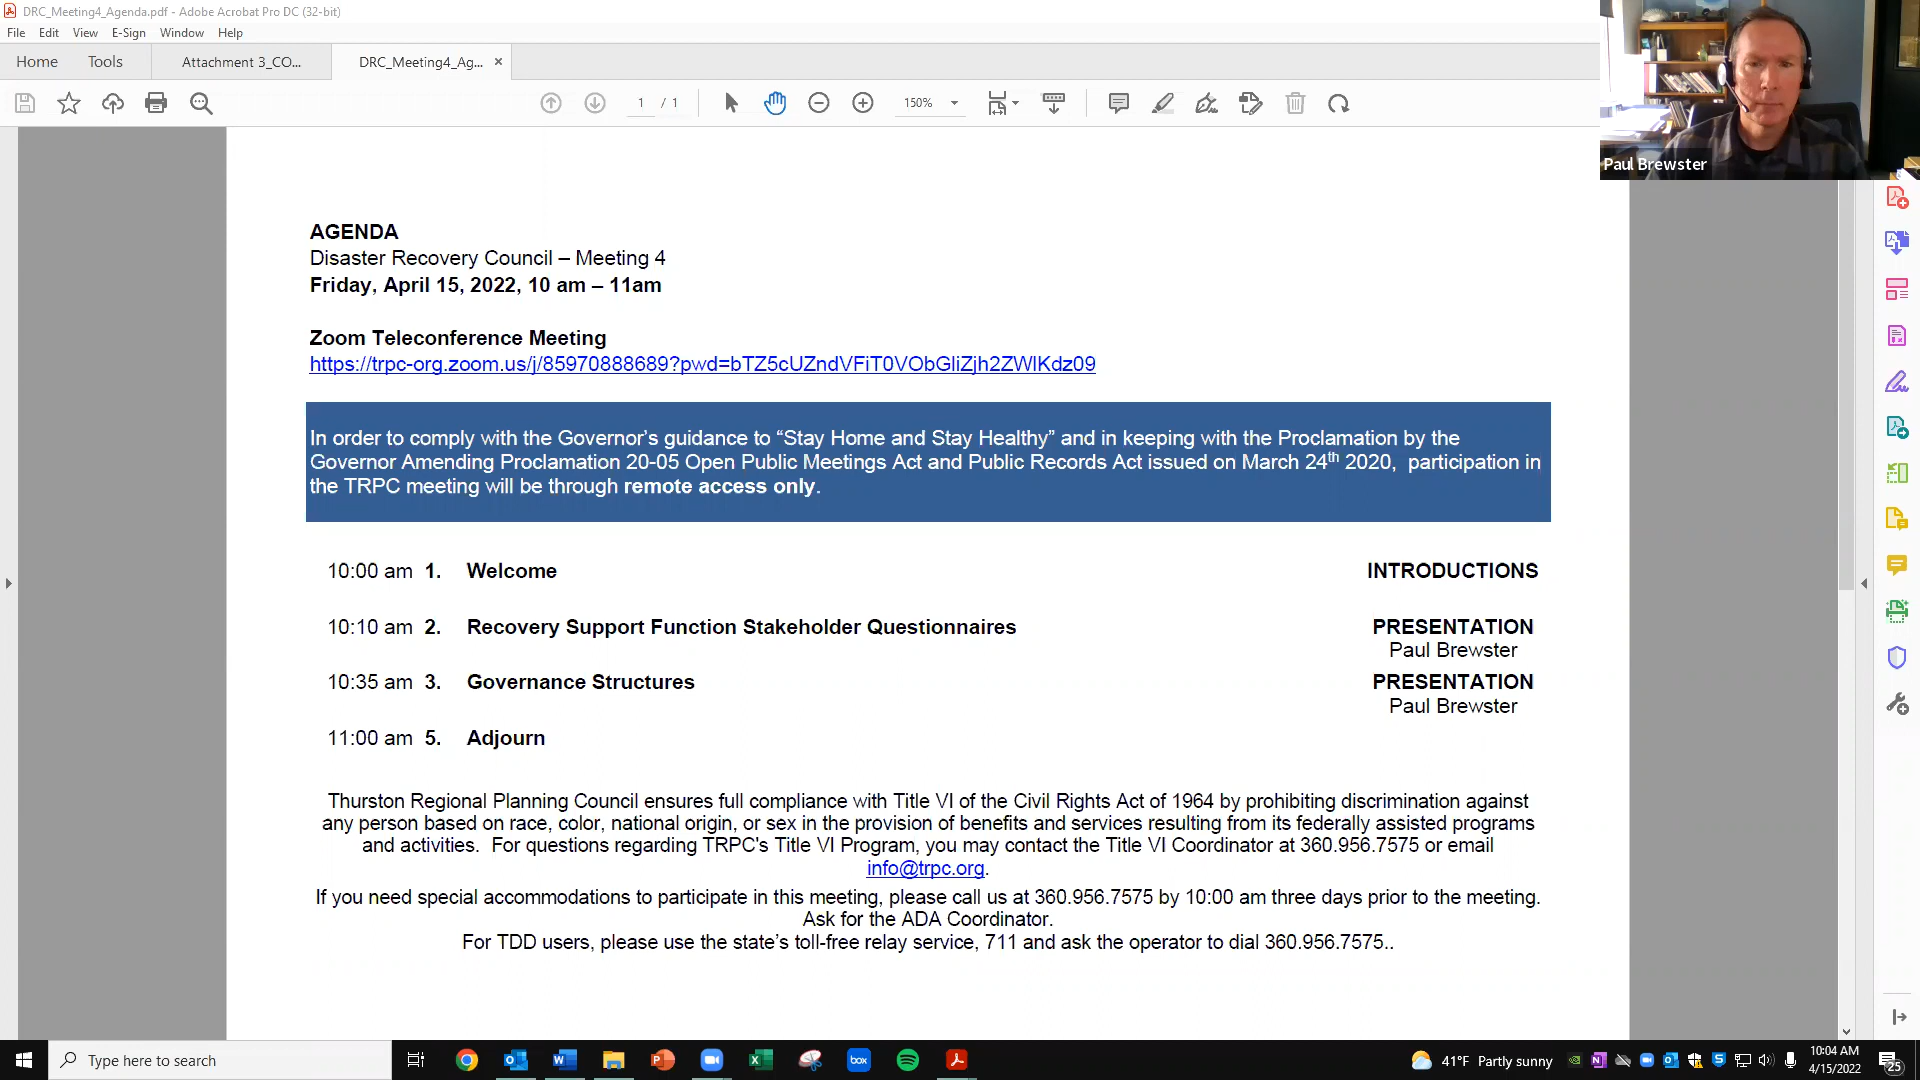 DRC_Meeting4_Agenda.pdf - Adobe Acrobat Pro DC (32-bit)
File Edit View E-Sign Window Help
Home Tools Attachment 3_CO... DRC_Meeting4_Ag... ×
1 / 1 150%
Paul Brewster
AGENDA
Disaster Recovery Council – Meeting 4
Friday, April 15, 2022, 10 am – 11am
Zoom Teleconference Meeting
https://trpc-org.zoom.us/j/85970888689?pwd=bTZ5cUZndVFiT0VObGliZjh2ZWlKdz09
In order to comply with the Governor's guidance to “Stay Home and Stay Healthy” and in keeping with the Proclamation by the
Governor Amending Proclamation 20-05 Open Public Meetings Act and Public Records Act issued on March 24th 2020, participation in
the TRPC meeting will be through remote access only.
10:00 am 1. Welcome INTRODUCTIONS
10:10 am 2. Recovery Support Function Stakeholder Questionnaires PRESENTATION
Paul Brewster
10:35 am 3. Governance Structures PRESENTATION
Paul Brewster
11:00 am 5. Adjourn
Thurston Regional Planning Council ensures full compliance with Title VI of the Civil Rights Act of 1964 by prohibiting discrimination against
any person based on race, color, national origin, or sex in the provision of benefits and services resulting from its federally assisted programs
and activities. For questions regarding TRPC's Title VI Program, you may contact the Title VI Coordinator at 360.956.7575 or email
info@trpc.org.
If you need special accommodations to participate in this meeting, please call us at 360.956.7575 by 10:00 am three days prior to the meeting.
Ask for the ADA Coordinator.
For TDD users, please use the state’s toll-free relay service, 711 and ask the operator to dial 360.956.7575..
Type here to search
box
41°F Partly sunny
10:04 AM
4/15/2022
25